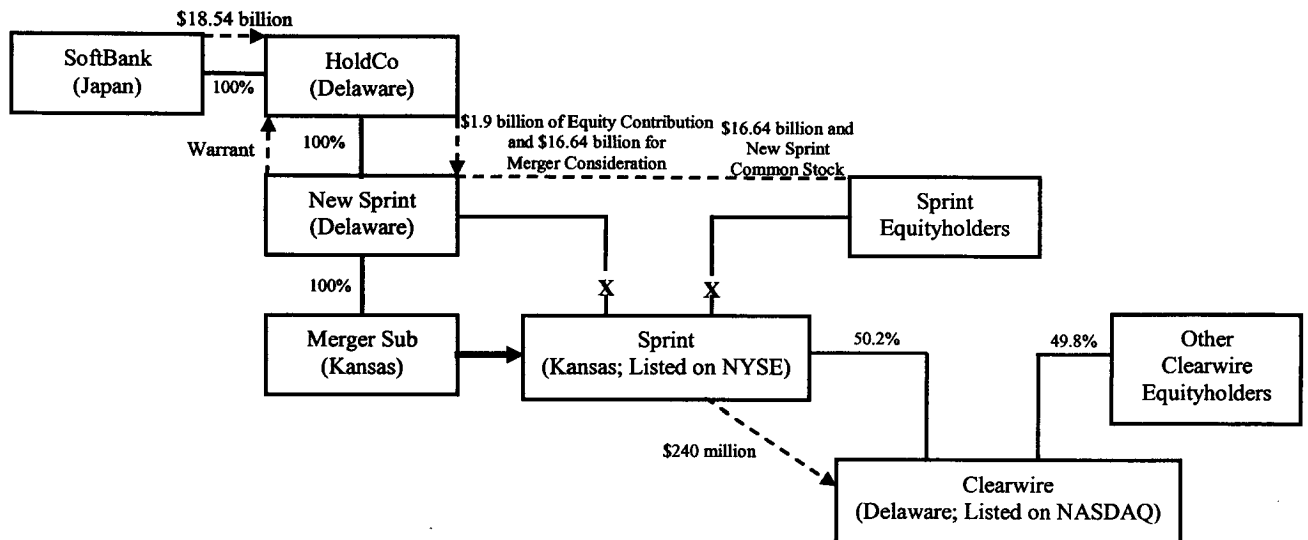 $18.54 billion
SoftBank
(Japan)
100%
HoldCo
(Delaware)
Warrant
100%
$1.9 billion of Equity Contribution
and $16.64 billion for
Merger Consideration
$16.64 billion and
New Sprint
Common Stock
New Sprint
(Delaware)
Sprint
Equityholders
100%
X
X
Merger Sub
(Kansas)
Sprint
(Kansas; Listed on NYSE)
50.2%
49.8%
Other
Clearwire
Equityholders
$240 million
Clearwire
(Delaware; Listed on NASDAQ)